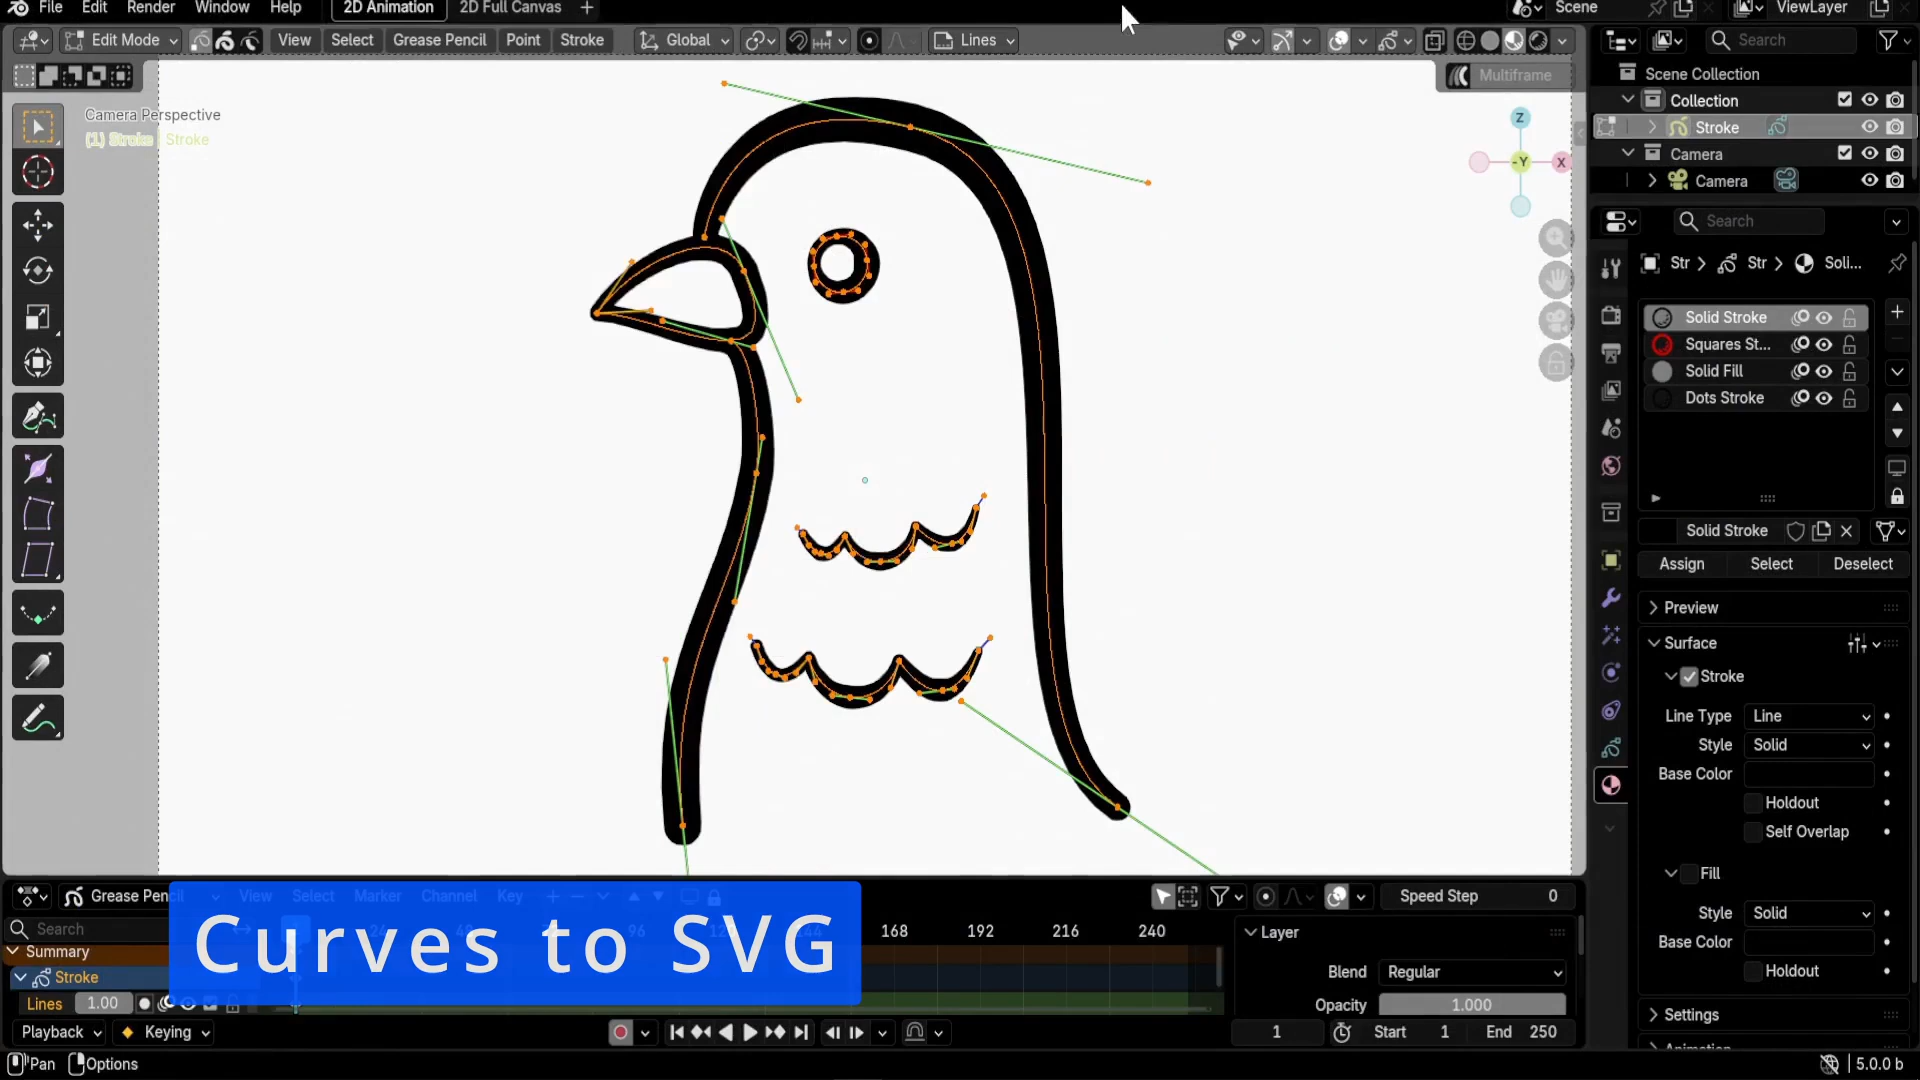 File Edit Render Window Help 2D Animation 2D Full Canvas + Scene ViewLayer
Edit Mode View Select Grease Pencil Point Stroke Global Lines Search
Multiframe
Scene Collection
Camera Perspective
Collection
(1) Stroke | Stroke
Stroke
Camera
Camera
Z
-Y
X
Search
Str > Str > Soli...
Solid Stroke
Squares St...
Solid Fill
Dots Stroke
Solid Stroke
Assign Select Deselect
Preview
Surface
Stroke
Line Type Line
Style Solid
Base Color
Holdout
Self Overlap
Fill
Style Solid
Base Color
Holdout
Settings
Grease Pencil View Select Marker Channel Key Speed Step 0
Search 168 192 216 240
Curves to SVG
Summary
Stroke
Lines 1.00
Layer
Blend Regular
Opacity 1.000
Playback Keying 1 Start 1 End 250
Pan Options 5.0.0 b